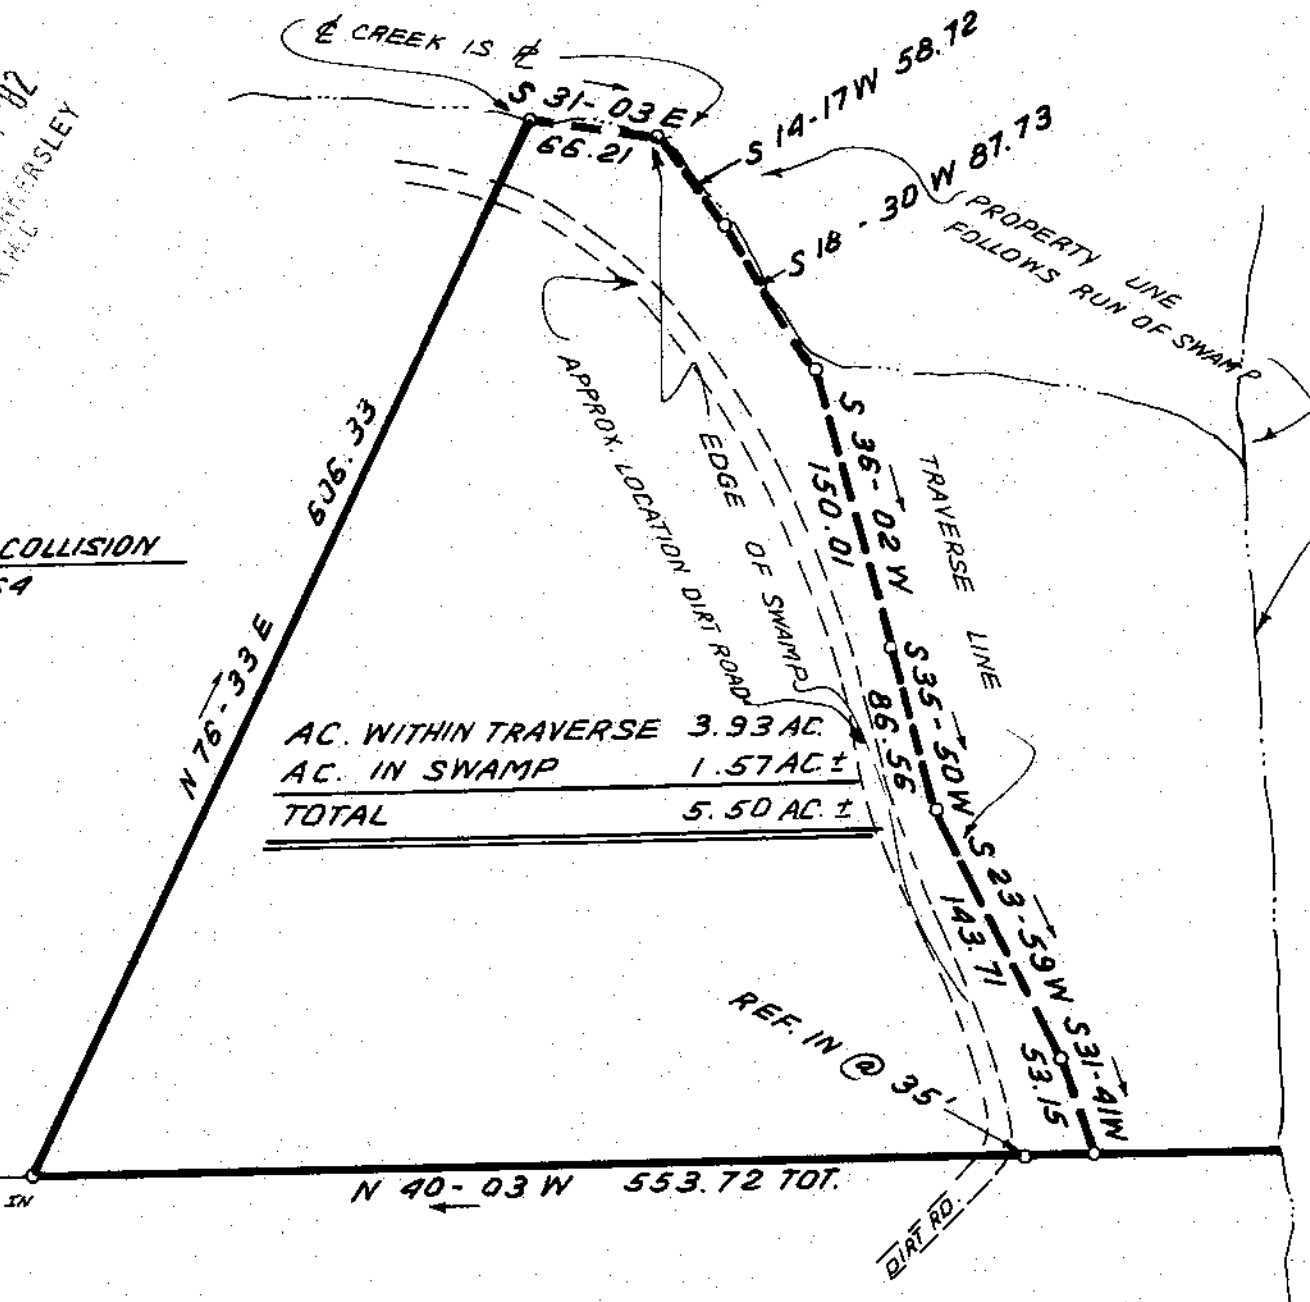 ℄ CREEK IS ⅊
S 31-03 E
66.21
S 14-17 W 58.72
S 18-30 W 87.73
PROPERTY LINE
FOLLOWS RUN OF SWAMP
82
ERSLEY
APPROX. LOCATION DIRT ROAD
EDGE OF SWAMP
S 36-02 W
150.01
TRAVERSE LINE
606.33
N 76-33 E
COLLISION
S 35-50 W
86.56
AC. WITHIN TRAVERSE 3.93 AC.
AC. IN SWAMP 1.57 AC. ±
TOTAL 5.50 AC. ±
S 23-59 W
143.71
REF. IN @ 35'
S 31-41 W
53.15
IN
N 40-03 W 553.72 TOT.
DIRT RD.